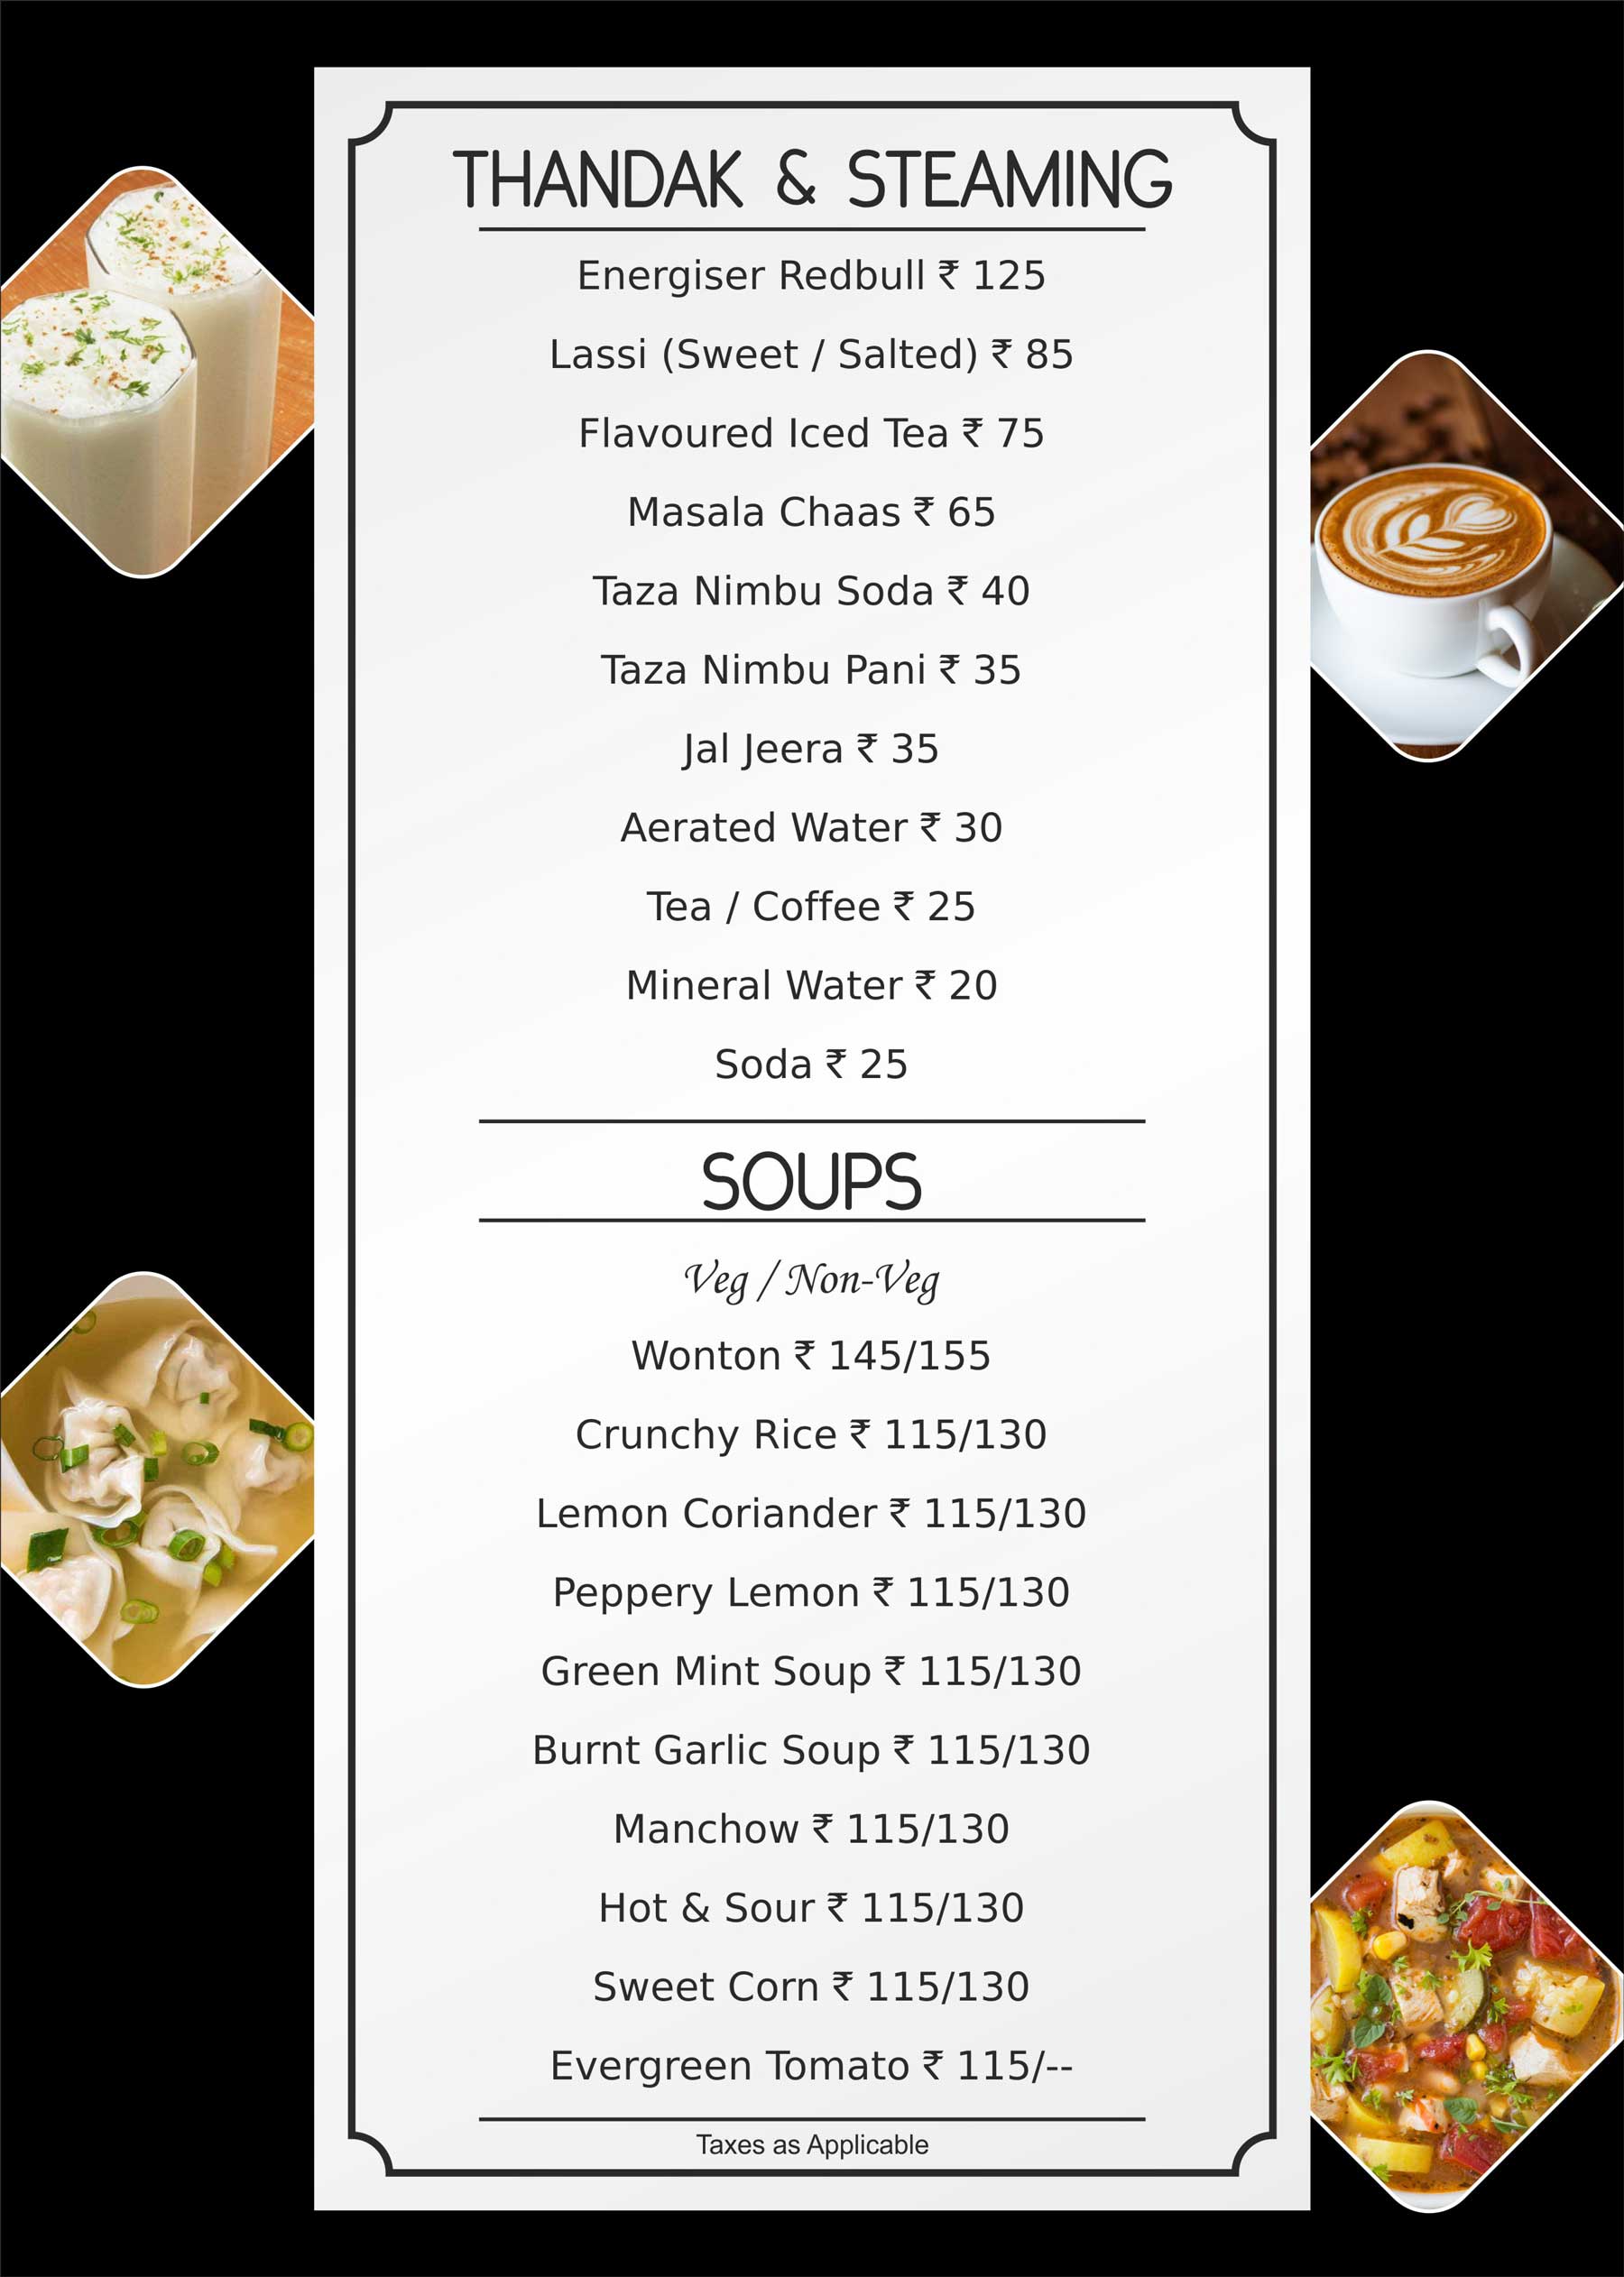 THANDAK & STEAMING
Energiser Redbull ₹ 125
Lassi (Sweet / Salted) ₹ 85
Flavoured Iced Tea ₹ 75
Masala Chaas ₹ 65
Taza Nimbu Soda ₹ 40
Taza Nimbu Pani ₹ 35
Jal Jeera ₹ 35
Aerated Water ₹ 30
Tea / Coffee ₹ 25
Mineral Water ₹ 20
Soda ₹ 25
SOUPS
Veg / Non-Veg
Wonton ₹ 145/155
Crunchy Rice ₹ 115/130
Lemon Coriander ₹ 115/130
Peppery Lemon ₹ 115/130
Green Mint Soup ₹ 115/130
Burnt Garlic Soup ₹ 115/130
Manchow ₹ 115/130
Hot & Sour ₹ 115/130
Sweet Corn ₹ 115/130
Evergreen Tomato ₹ 115/--
Taxes as Applicable